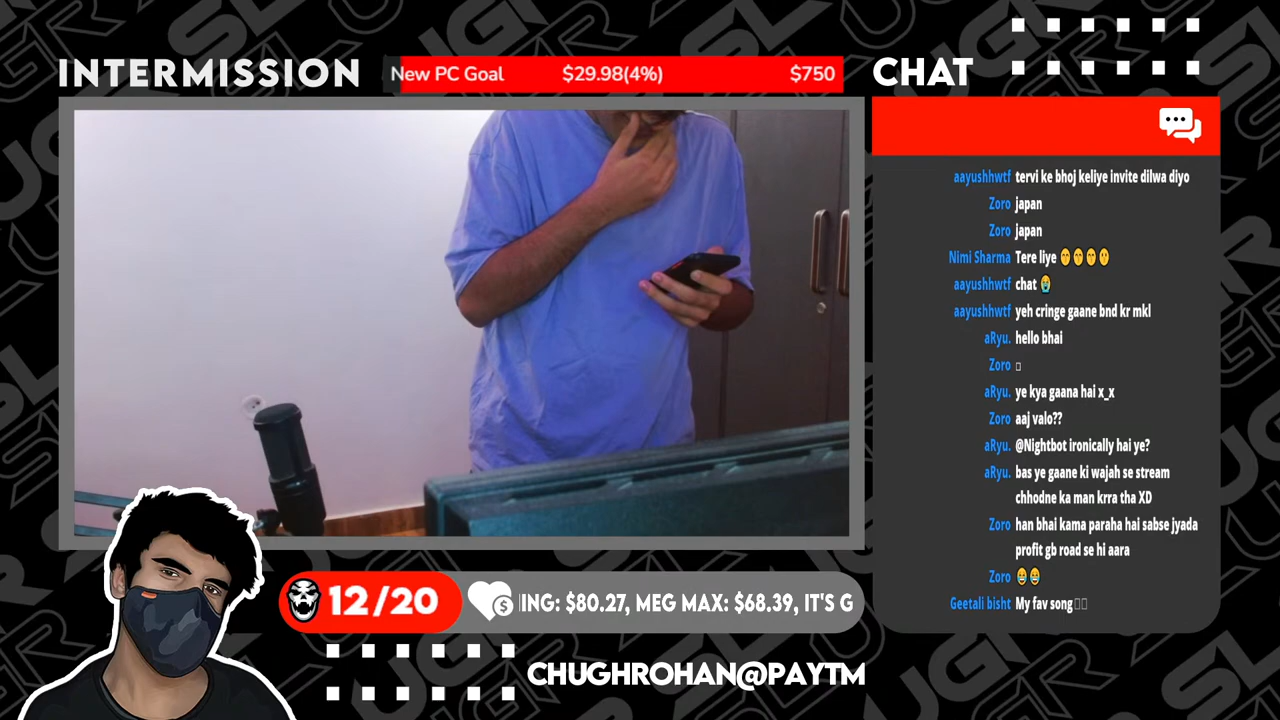 INTERMISSION
New PC Goal $29.98(4%) $750
CHAT
aayushhwtf tervi ke bhoj keliye invite dilwa diyo
Zoro japan
Zoro japan
Nimi Sharma Tere liye 😙😙😙😙
aayushhwtf chat 😭
aayushhwtf yeh cringe gaane bnd kr mkl
aRyu. hello bhai
Zoro
aRyu. ye kya gaana hai x_x
Zoro aaj valo??
aRyu. @Nightbot ironically hai ye?
aRyu. bas ye gaane ki wajah se stream
chhodne ka man krra tha XD
Zoro han bhai kama paraha hai sabse jyada
profit gb road se hi aara
Zoro 😂😂
Geetali bisht My fav song
12/20
ING: $80.27, MEG MAX: $68.39, IT'S G
CHUGHROHAN@PAYTM